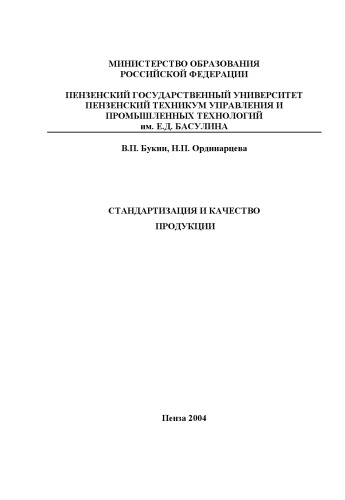 МИНИСТЕРСТВО ОБРАЗОВАНИЯ
РОССИЙСКОЙ ФЕДЕРАЦИИ
ПЕНЗЕНСКИЙ ГОСУДАРСТВЕННЫЙ УНИВЕРСИТЕТ
ПЕНЗЕНСКИЙ ТЕХНИКУМ УПРАВЛЕНИЯ И
ПРОМЫШЛЕННЫХ ТЕХНОЛОГИЙ
им. Е.Д. БАСУЛИНА
В.П. Букин, Н.П. Ординарцева
СТАНДАРТИЗАЦИЯ И КАЧЕСТВО
ПРОДУКЦИИ
Пенза 2004